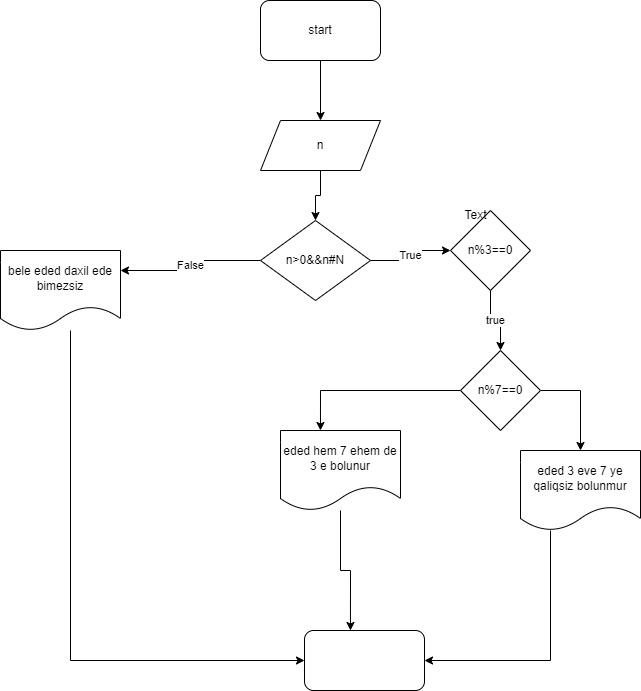 start
n
n>0&&n#N
False
True
Text
n%3==0
bele eded daxil ede
bimezsiz
true
n%7==0
eded hem 7 ehem de
3 e bolunur
eded 3 eve 7 ye
qaliqsiz bolunmur